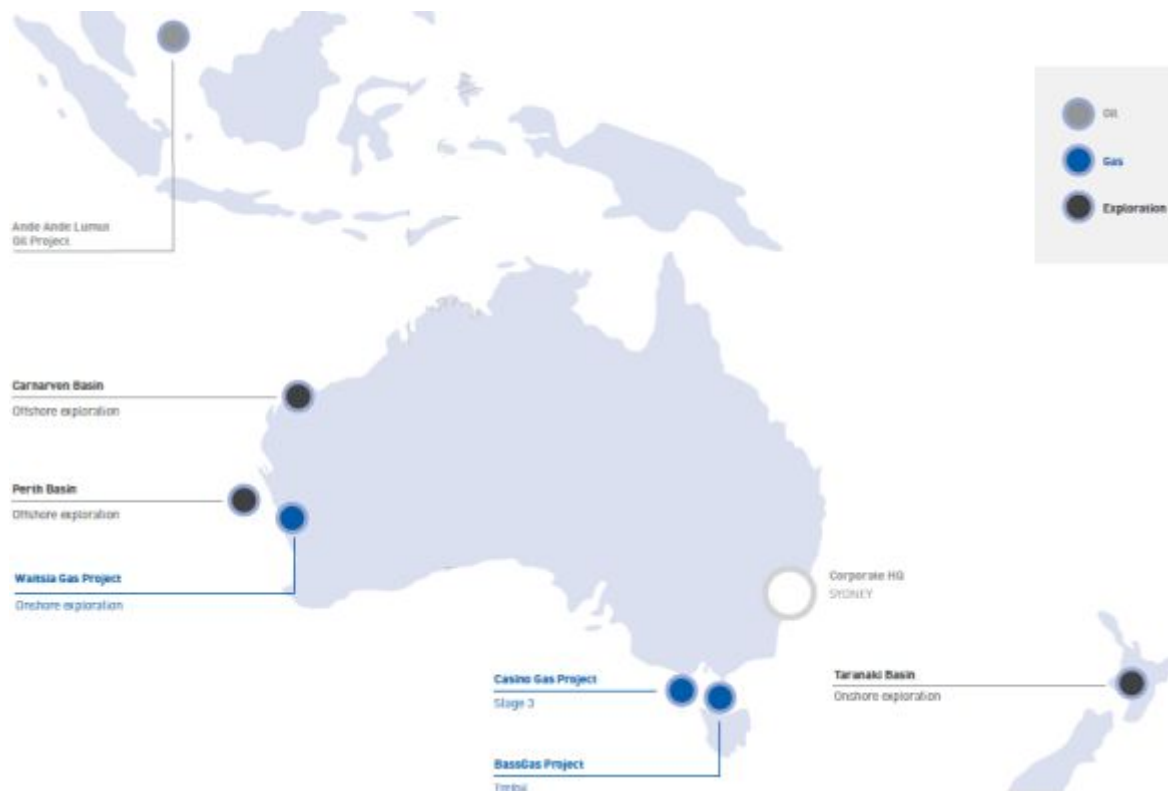 Ande Ande Lumut
Oil Project
Oil
Gas
Exploration
Carnarvon Basin
Offshore exploration
Perth Basin
Offshore exploration
Waitsia Gas Project
Onshore exploration
Corporate HQ
SYDNEY
Casino Gas Project
Stage 3
Taranaki Basin
Onshore exploration
BassGas Project